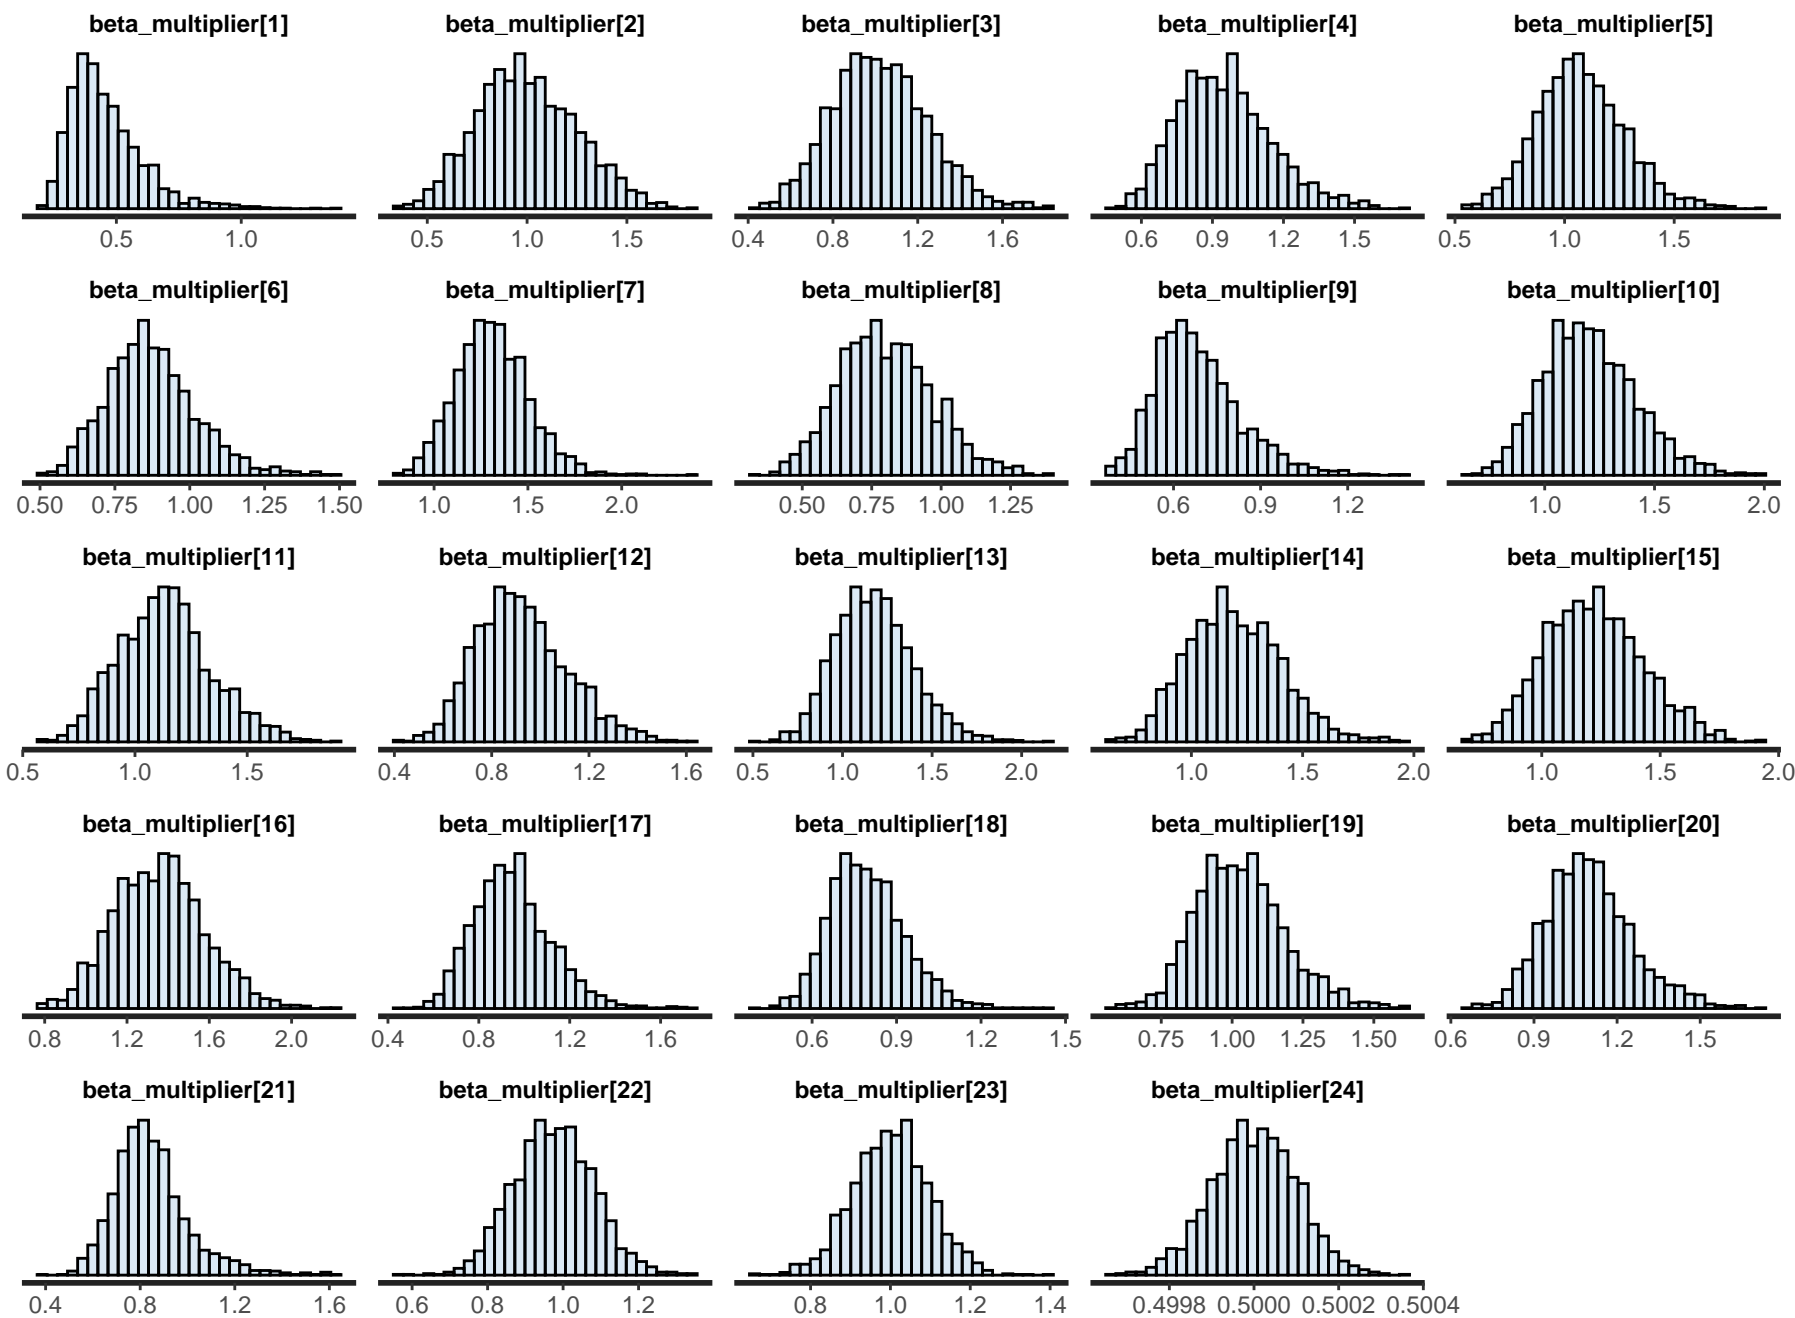 beta_multiplier[1] beta_multiplier[2] beta_multiplier[3] beta_multiplier[4] beta_multiplier[5]
0.5 1.0 0.5 1.0 1.5 0.4 0.8 1.2 1.6 0.6 0.9 1.2 1.5 0.5 1.0 1.5
beta_multiplier[6] beta_multiplier[7] beta_multiplier[8] beta_multiplier[9] beta_multiplier[10]
0.50 0.75 1.00 1.25 1.50 1.0 1.5 2.0 0.50 0.75 1.00 1.25 0.6 0.9 1.2 1.0 1.5 2.0
beta_multiplier[11] beta_multiplier[12] beta_multiplier[13] beta_multiplier[14] beta_multiplier[15]
0.5 1.0 1.5 0.4 0.8 1.2 1.6 0.5 1.0 1.5 2.0 1.0 1.5 2.0 1.0 1.5 2.0
beta_multiplier[16] beta_multiplier[17] beta_multiplier[18] beta_multiplier[19] beta_multiplier[20]
0.8 1.2 1.6 2.0 0.4 0.8 1.2 1.6 0.6 0.9 1.2 1.5 0.75 1.00 1.25 1.50 0.6 0.9 1.2 1.5
beta_multiplier[21] beta_multiplier[22] beta_multiplier[23] beta_multiplier[24]
0.4 0.8 1.2 1.6 0.6 0.8 1.0 1.2 0.8 1.0 1.2 1.4 0.4998 0.5000 0.5002 0.5004